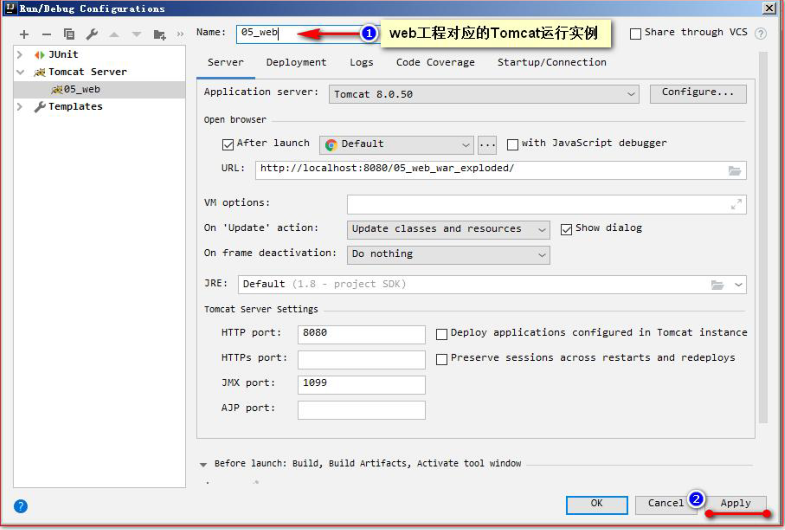 Run/Debug Configurations
Name: 05_web
1 web工程对应的Tomcat运行实例
Share through VCS ?
JUnit
Tomcat Server
05_web
Templates
Server Deployment Logs Code Coverage Startup/Connection
Application server: Tomcat 8.0.50 Configure...
Open browser
After launch Default ... with JavaScript debugger
URL: http://localhost:8080/05_web_war_exploded/
VM options:
On 'Update' action: Update classes and resources Show dialog
On frame deactivation: Do nothing
JRE: Default (1.8 - project SDK)
Tomcat Server Settings
HTTP port: 8080 Deploy applications configured in Tomcat instance
HTTPs port: Preserve sessions across restarts and redeploys
JMX port: 1099
AJP port:
Before launch: Build, Build Artifacts, Activate tool window
? OK Cancel 2 Apply